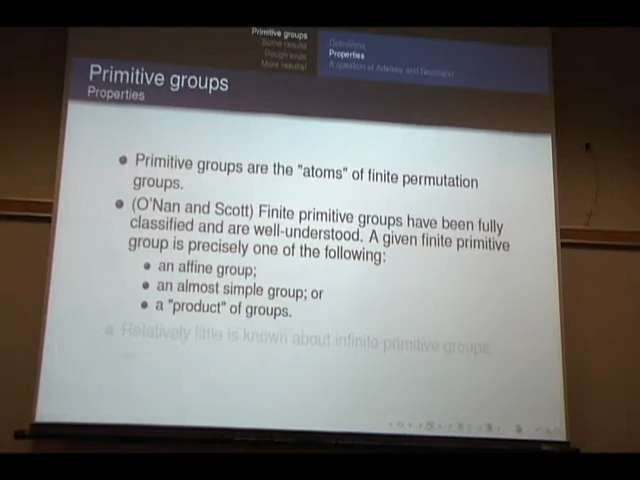 Primitive groups
Some results
Rough ends
More results!
Definitions
Properties
A question of Adeleke and Neumann
Primitive groups
Properties
Primitive groups are the "atoms" of finite permutation
groups.
(O'Nan and Scott) Finite primitive groups have been fully
classified and are well-understood. A given finite primitive
group is precisely one of the following:
an affine group;
an almost simple group; or
a "product" of groups.
Relatively little is known about infinite primitive groups